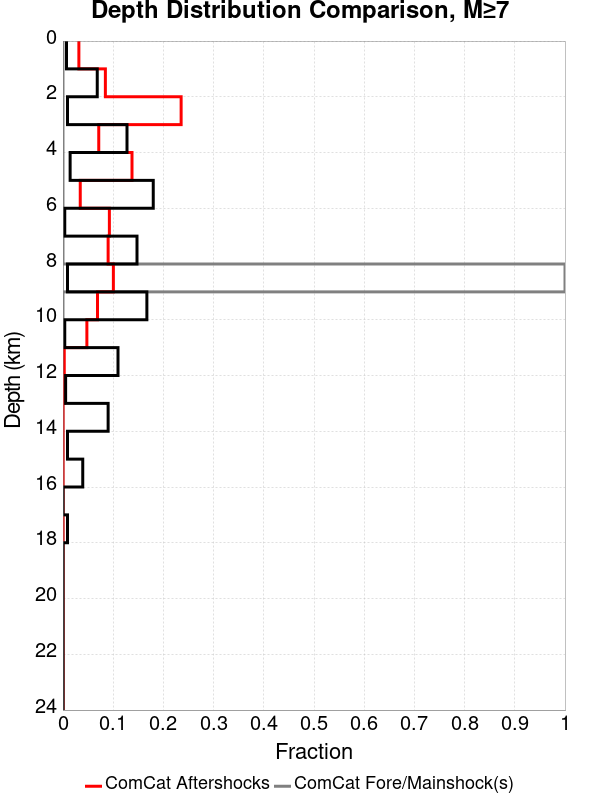 Depth Distribution Comparison, M≥7
0
2
4
6
8
10
12
14
16
18
20
22
24
Depth (km)
0 0.1 0.2 0.3 0.4 0.5 0.6 0.7 0.8 0.9 1
Fraction
ComCat Aftershocks ComCat Fore/Mainshock(s)